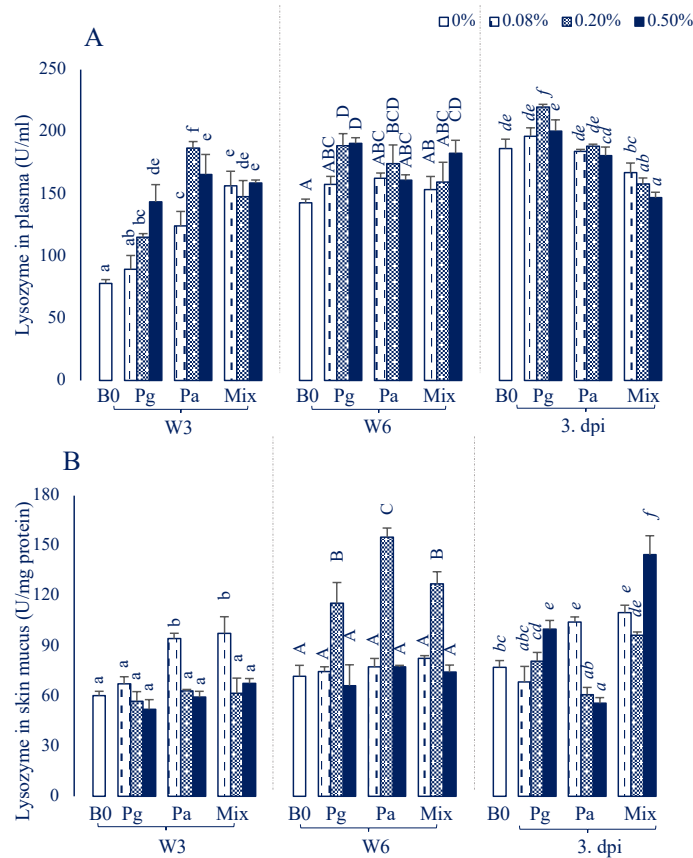 0% 0.08% 0.20% 0.50%
A
Lysozyme in plasma (U/ml)
250
200
150
100
50
0
a ab bc de c f e e de e
A ABC D D ABC BCD ABC AB ABC CD
de e f e de de cd bc ab a
B0 Pg Pa Mix B0 Pg Pa Mix B0 Pg Pa Mix
W3 W6 3. dpi
B
Lysozyme in skin mucus (U/mg protein)
180
150
120
90
60
30
0
a a a a b a a b a a
A A B A A C A A B A
bc abc cd e e ab a e de f
B0 Pg Pa Mix B0 Pg Pa Mix B0 Pg Pa Mix
W3 W6 3. dpi